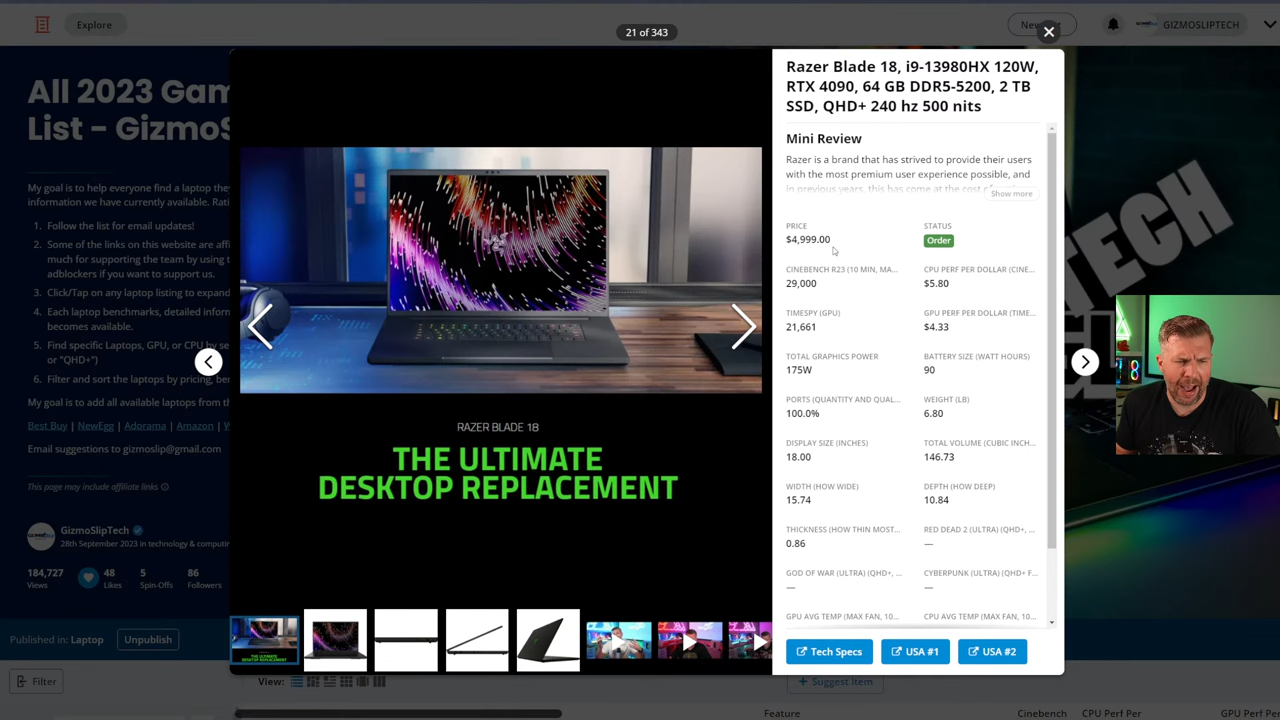 Explore
21 of 343
New
GIZMOSLIPTECH
All 2023 Gam
List - GizmoS
My goal is to help everyone find a laptop the
information we have currently available. Rati
1. Follow the list for email updates!
2. Some of the links on this website are affi
much for supporting the team by using t
adblockers if you want to support us.
3. Click/Tap on any laptop listing to expand
4. Each laptop benchmarks, detailed inform
becomes available.
5. Find specific Laptops, GPU, or CPU by se
or "QHD+")
6. Filter and sort the laptops by pricing, ben
My goal is to add all available laptops from t
Best Buy | NewEgg | Adorama | Amazon | W
Email suggestions to gizmoslip@gmail.com
This page may include affiliate links
GizmoSlipTech
28th September 2023 in technology & computin
184,727
Views
48
Likes
5
Spin-Offs
86
Followers
Published in: Laptop
Unpublish
Filter
View:
RAZER BLADE 18
THE ULTIMATE
DESKTOP REPLACEMENT
Razer Blade 18, i9-13980HX 120W,
RTX 4090, 64 GB DDR5-5200, 2 TB
SSD, QHD+ 240 hz 500 nits
Mini Review
Razer is a brand that has strived to provide their users
with the most premium user experience possible, and
in previous years, this has come at the cost of
Show more
PRICE
$4,999.00
STATUS
Order
CINEBENCH R23 (10 MIN, MA...
29,000
CPU PERF PER DOLLAR (CINE...
$5.80
TIMESPY (GPU)
21,661
GPU PERF PER DOLLAR (TIME...
$4.33
TOTAL GRAPHICS POWER
175W
BATTERY SIZE (WATT HOURS)
90
PORTS (QUANTITY AND QUAL...
100.0%
WEIGHT (LB)
6.80
DISPLAY SIZE (INCHES)
18.00
TOTAL VOLUME (CUBIC INCH...
146.73
WIDTH (HOW WIDE)
15.74
DEPTH (HOW DEEP)
10.84
THICKNESS (HOW THIN MOST...
0.86
RED DEAD 2 (ULTRA) (QHD+, ...
—
GOD OF WAR (ULTRA) (QHD+, ...
—
CYBERPUNK (ULTRA) (QHD+ F...
—
GPU AVG TEMP (MAX FAN, 10...
CPU AVG TEMP (MAX FAN, 10...
Tech Specs
USA #1
USA #2
+ Suggest Item
TECH
Feature
Cinebench
CPU Perf Per
GPU Perf Per